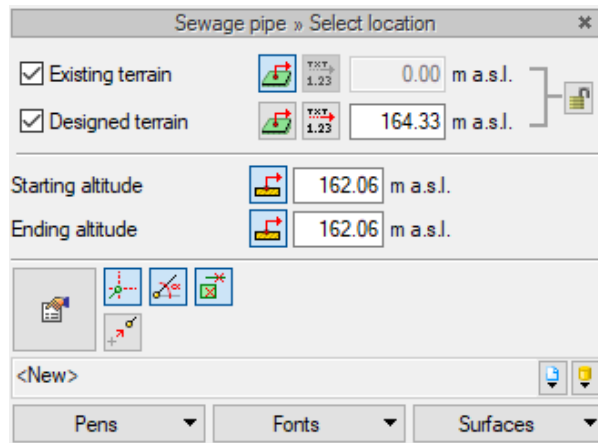 Sewage pipe » Select location
Existing terrain TXT 1.23 0.00 m a.s.l.
Designed terrain TXT 1.23 164.33 m a.s.l.
Starting altitude 162.06 m a.s.l.
Ending altitude 162.06 m a.s.l.
<New>
Pens Fonts Surfaces